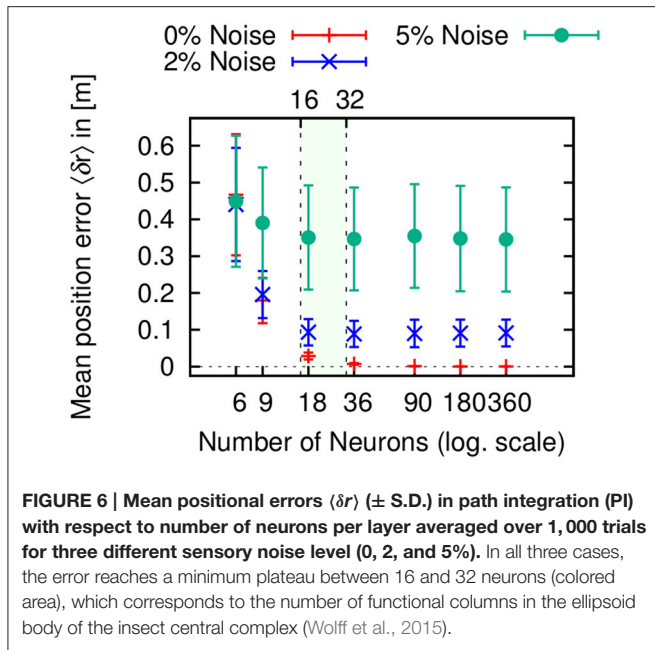 0% Noise
2% Noise
5% Noise
16 32
0.6
0.5
0.4
0.3
0.2
0.1
0
Mean position error ⟨δr⟩ in [m]
6 9 18 36 90 180 360
Number of Neurons (log. scale)
FIGURE 6 | Mean positional errors ⟨δr⟩ (± S.D.) in path integration (PI)
with respect to number of neurons per layer averaged over 1, 000 trials
for three different sensory noise level (0, 2, and 5%). In all three cases,
the error reaches a minimum plateau between 16 and 32 neurons (colored
area), which corresponds to the number of functional columns in the ellipsoid
body of the insect central complex (Wolff et al., 2015).